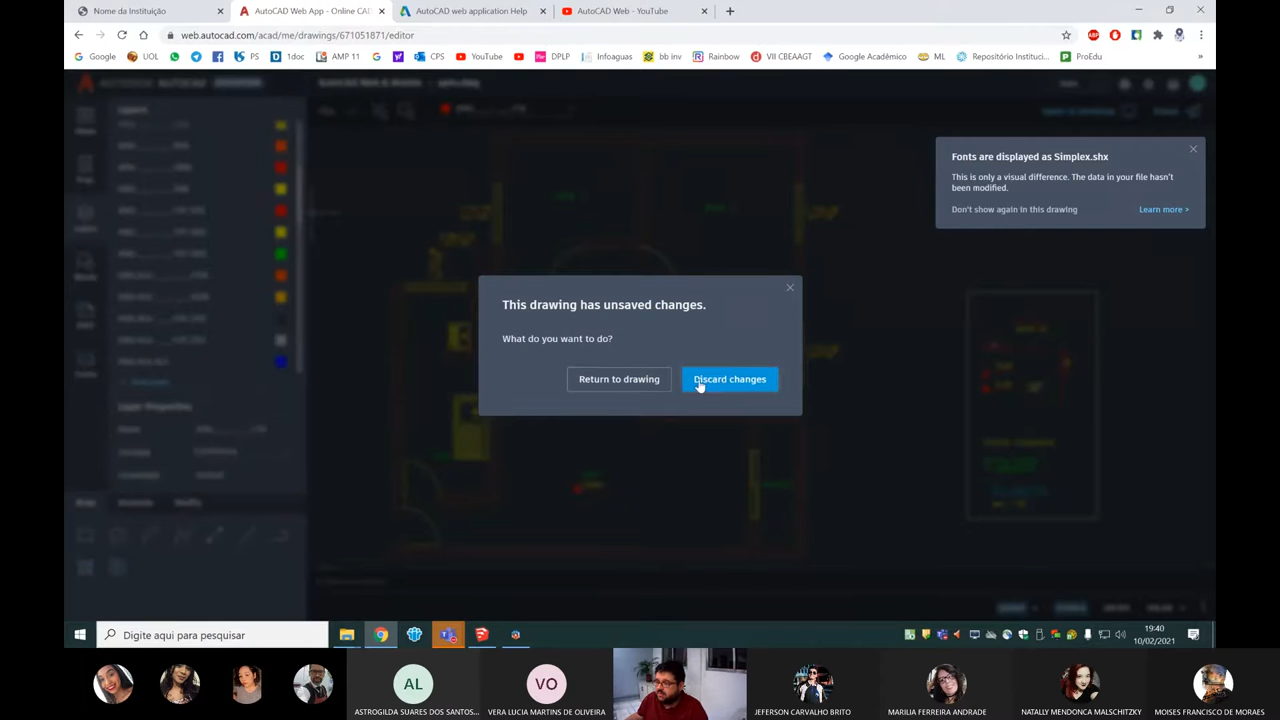 Nome da Instituição
AutoCAD Web App - Online CAD
AutoCAD web application Help
AutoCAD Web - YouTube
web.autocad.com/acad/me/drawings/671051871/editor
Google
UOL
PS
1doc
AMP 11
CPS
YouTube
DPLP
Infoaguas
bb inv
Rainbow
VII CBEAAGT
Google Acadêmico
ML
Repositório Instituci...
ProEdu
»
Layers
Fonts are displayed as Simplex.shx
This is only a visual difference. The data in your file hasn't
been modified.
Don't show again in this drawing
Learn more >
This drawing has unsaved changes.
What do you want to do?
Return to drawing
Discard changes
Layer Properties
Digite aqui para pesquisar
19:40
10/02/2021
AL
VO
ASTROGILDA SUARES DOS SANTOS...
VERA LUCIA MARTINS DE OLIVEIRA
JEFERSON CARVALHO BRITO
MARILIA FERREIRA ANDRADE
NATALLY MENDONCA MALSCHITZKY
MOISES FRANCISCO DE MORAES